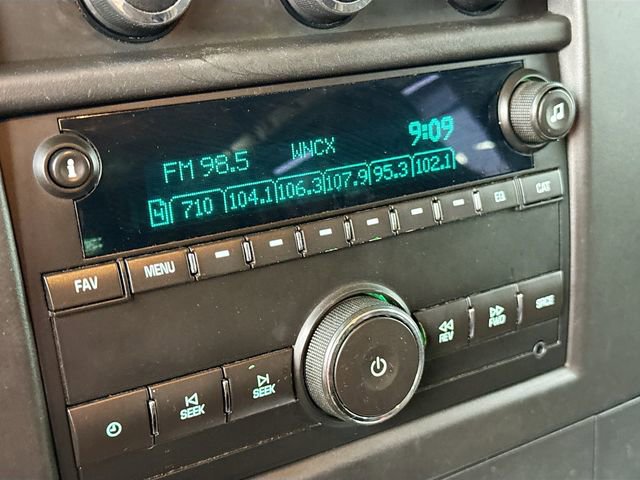 FM 98.5 WNCX 9:09
4 710 104.1 106.3 107.9 95.3 102.1
FAV MENU EQ CAT
REV FWD SRCE
SEEK SEEK